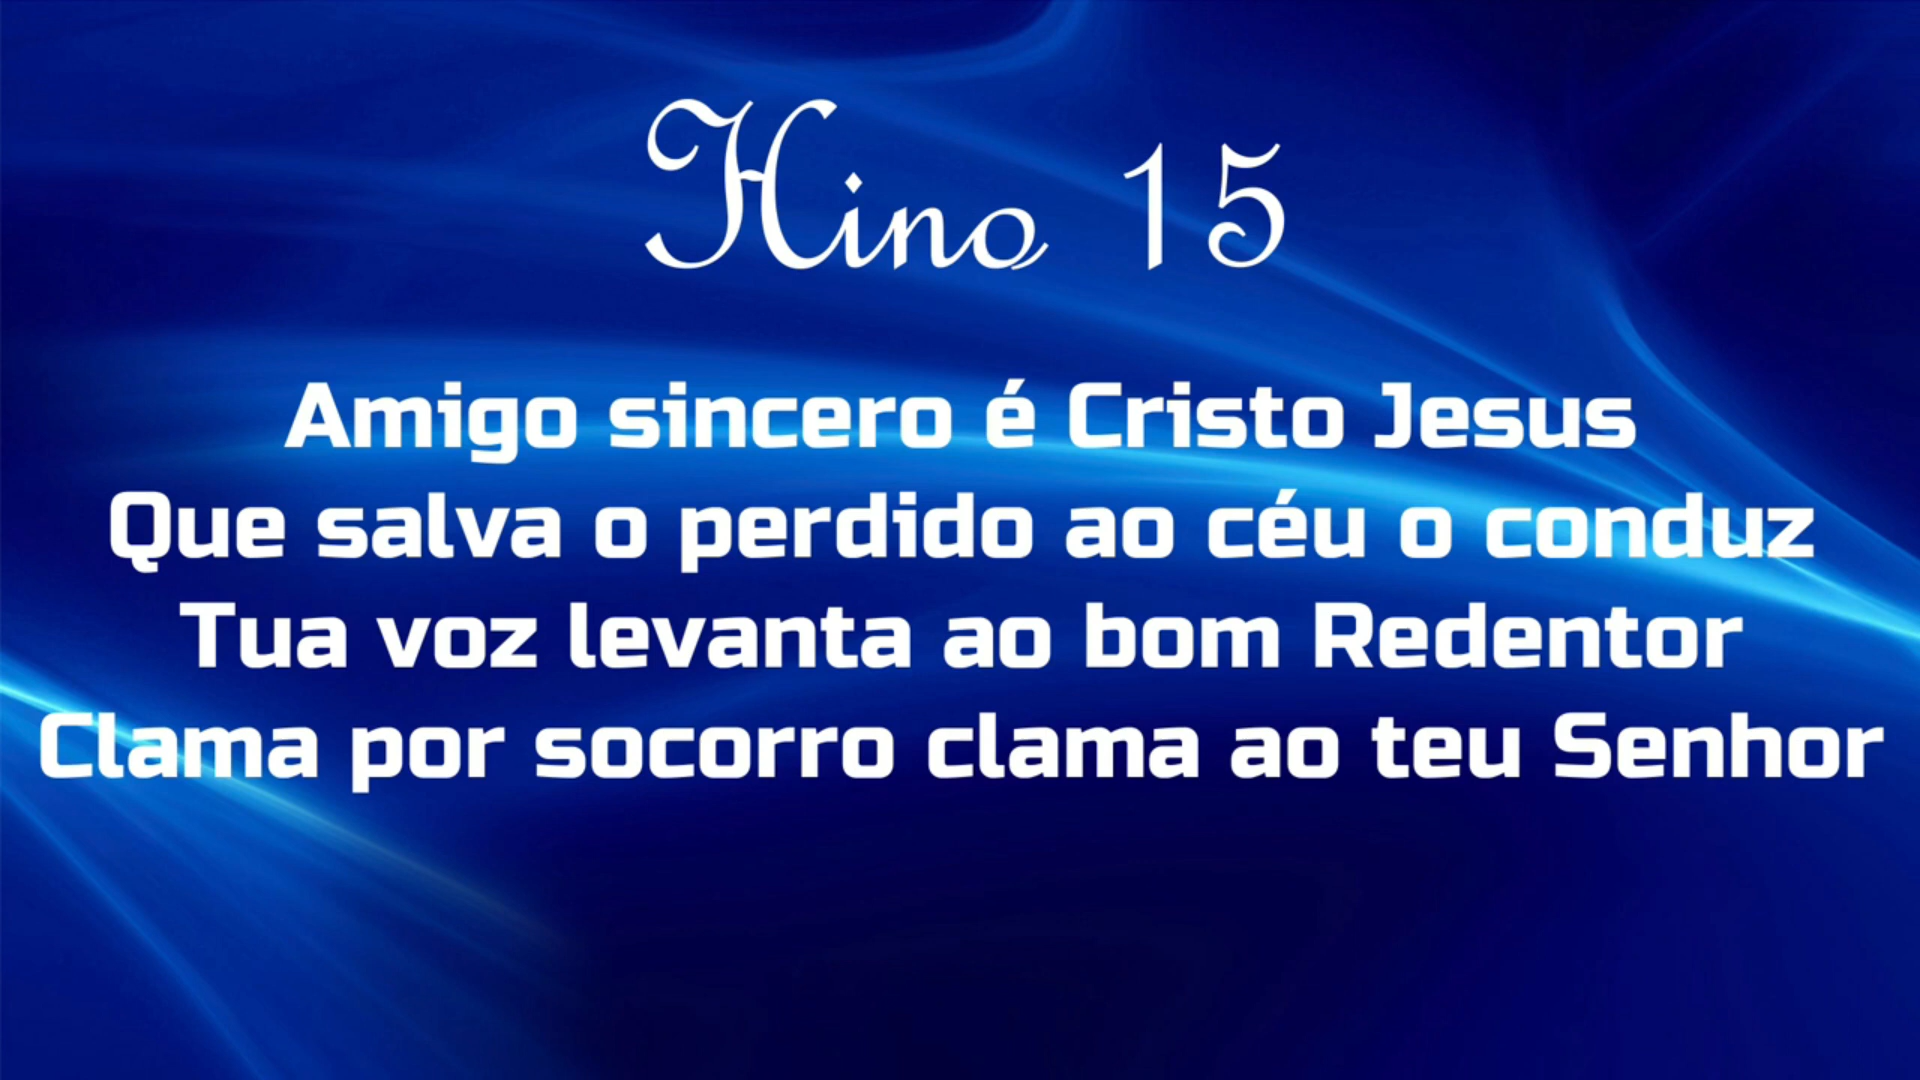 Hino 15
Amigo sincero é Cristo Jesus
Que salva o perdido ao céu o conduz
Tua voz levanta ao bom Redentor
Clama por socorro clama ao teu Senhor